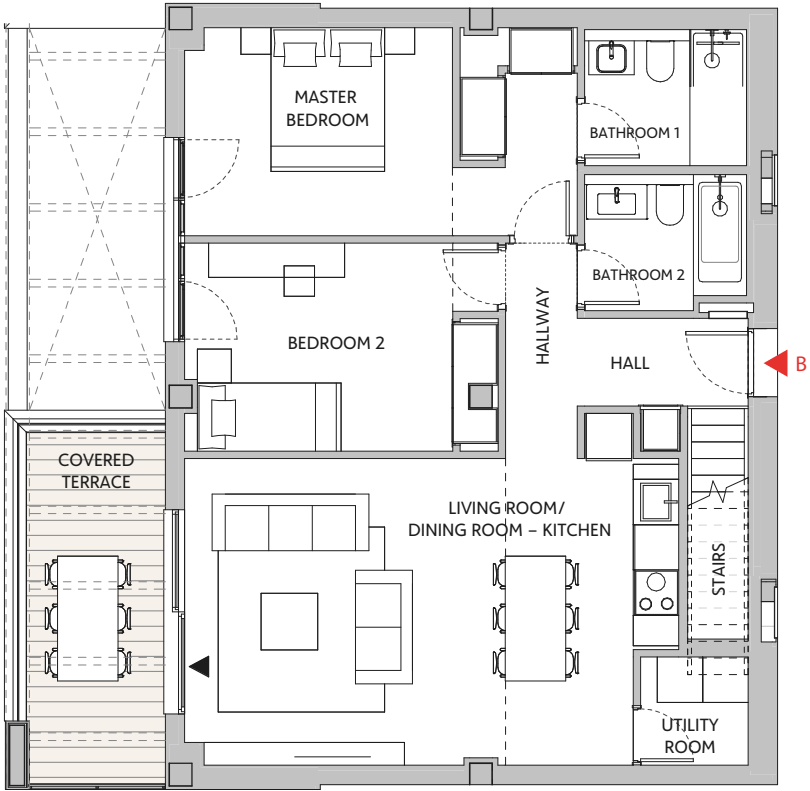 MASTER
BEDROOM
BATHROOM 1
BATHROOM 2
BEDROOM 2
HALLWAY
HALL
B
COVERED
TERRACE
LIVING ROOM/
DINING ROOM – KITCHEN
STAIRS
UTILITY
ROOM